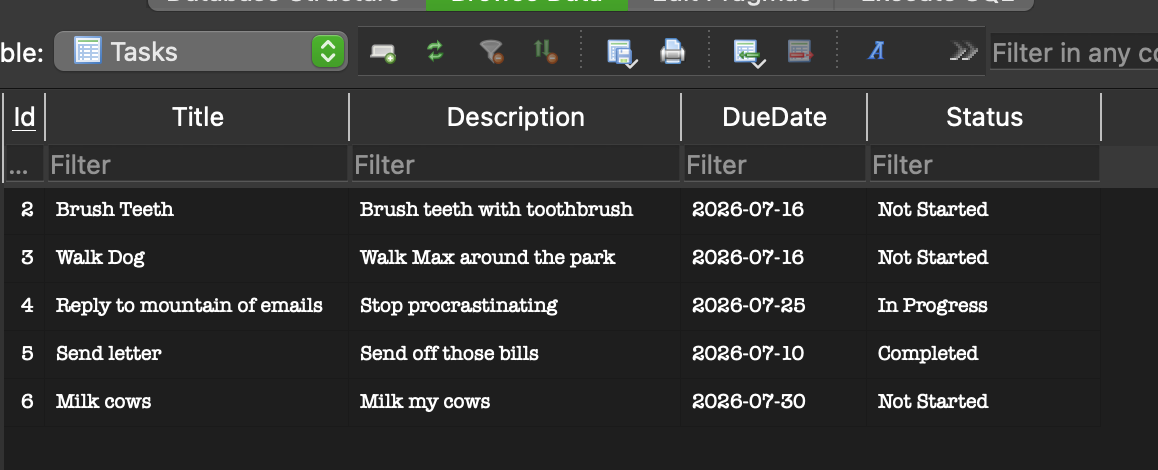 ble: Tasks Filter in any co
Id Title Description DueDate Status
... Filter Filter Filter Filter
2 Brush Teeth Brush teeth with toothbrush 2026-07-16 Not Started
3 Walk Dog Walk Max around the park 2026-07-16 Not Started
4 Reply to mountain of emails Stop procrastinating 2026-07-25 In Progress
5 Send letter Send off those bills 2026-07-10 Completed
6 Milk cows Milk my cows 2026-07-30 Not Started